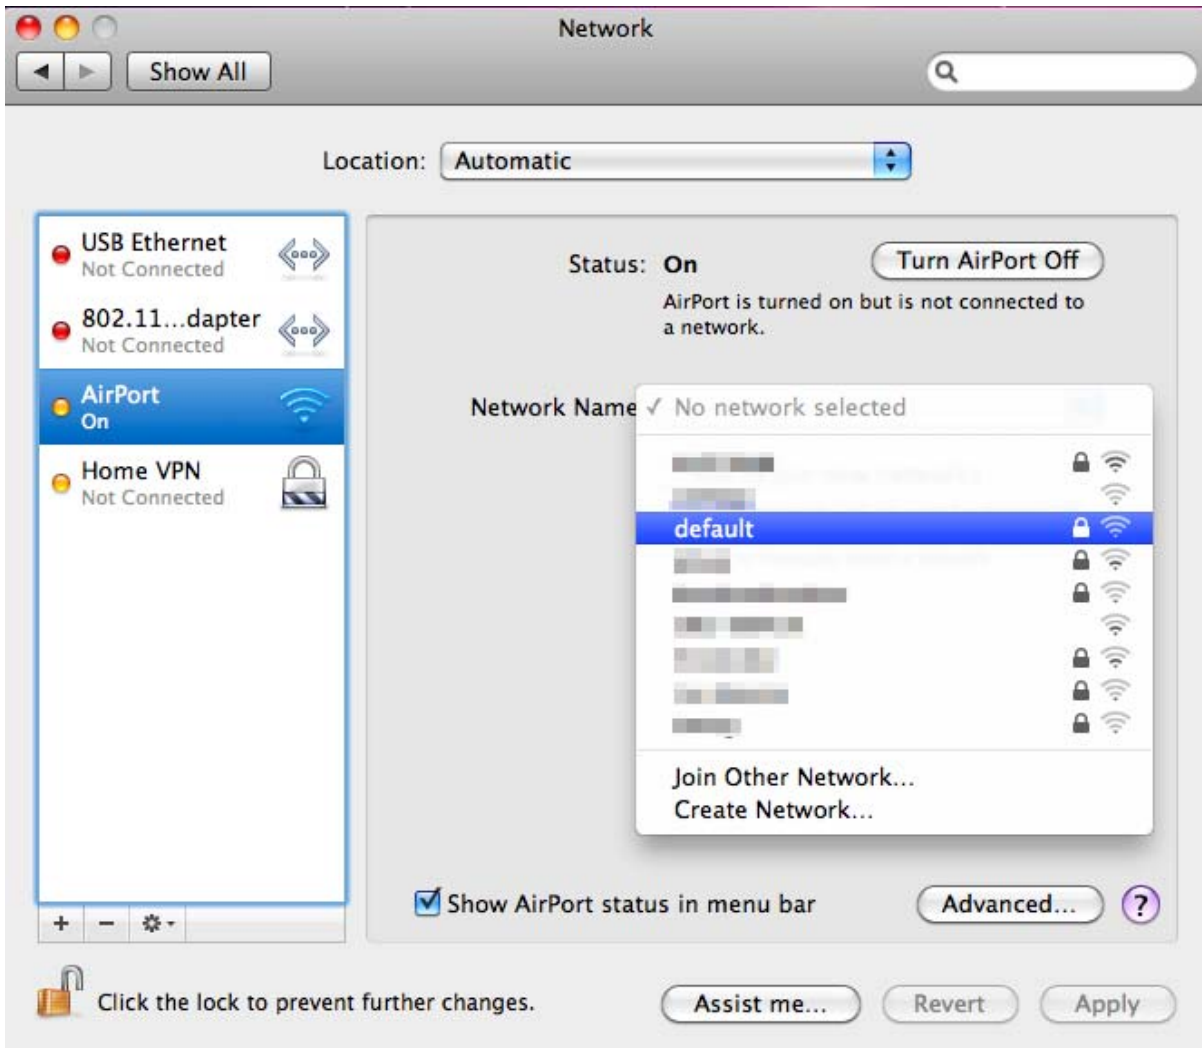 Network
Show All
Location: Automatic
USB Ethernet
Not Connected
802.11...dapter
Not Connected
AirPort
On
Home VPN
Not Connected
Status: On
Turn AirPort Off
AirPort is turned on but is not connected to
a network.
Network Name
✓ No network selected
default
Join Other Network...
Create Network...
Show AirPort status in menu bar
Advanced...
?
Click the lock to prevent further changes.
Assist me...
Revert
Apply